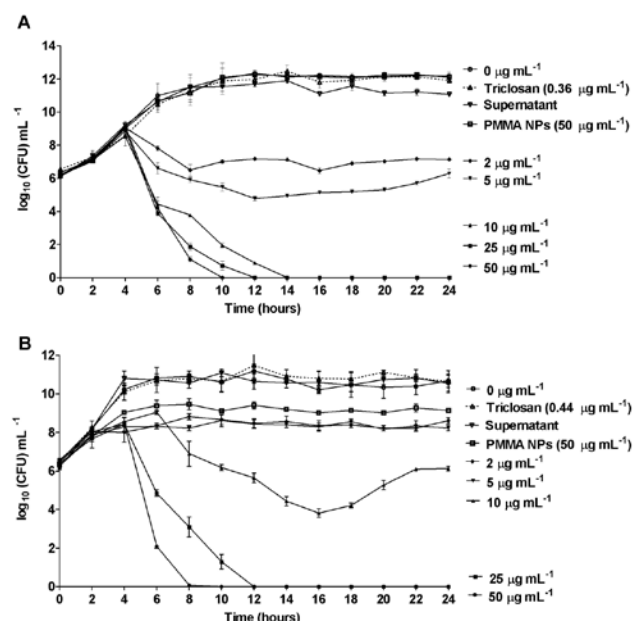 A
log₁₀ (CFU) mL⁻¹
14
12
10
8
6
4
2
0
0 2 4 6 8 10 12 14 16 18 20 22 24
Time (hours)
0 µg mL⁻¹
Triclosan (0.36 µg mL⁻¹)
Supernatant
PMMA NPs (50 µg mL⁻¹)
2 µg mL⁻¹
5 µg mL⁻¹
10 µg mL⁻¹
25 µg mL⁻¹
50 µg mL⁻¹
B
log₁₀ (CFU) mL⁻¹
12
10
8
6
4
2
0
0 2 4 6 8 10 12 14 16 18 20 22 24
Time (hours)
0 µg mL⁻¹
Triclosan (0.44 µg mL⁻¹)
Supernatant
PMMA NPs (50 µg mL⁻¹)
2 µg mL⁻¹
5 µg mL⁻¹
10 µg mL⁻¹
25 µg mL⁻¹
50 µg mL⁻¹